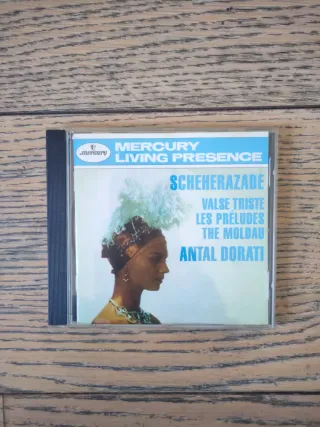 mercury
MERCURY
LIVING PRESENCE
SCHEHERAZADE
VALSE TRISTE
LES PRÉLUDES
THE MOLDAU
ANTAL DORATI